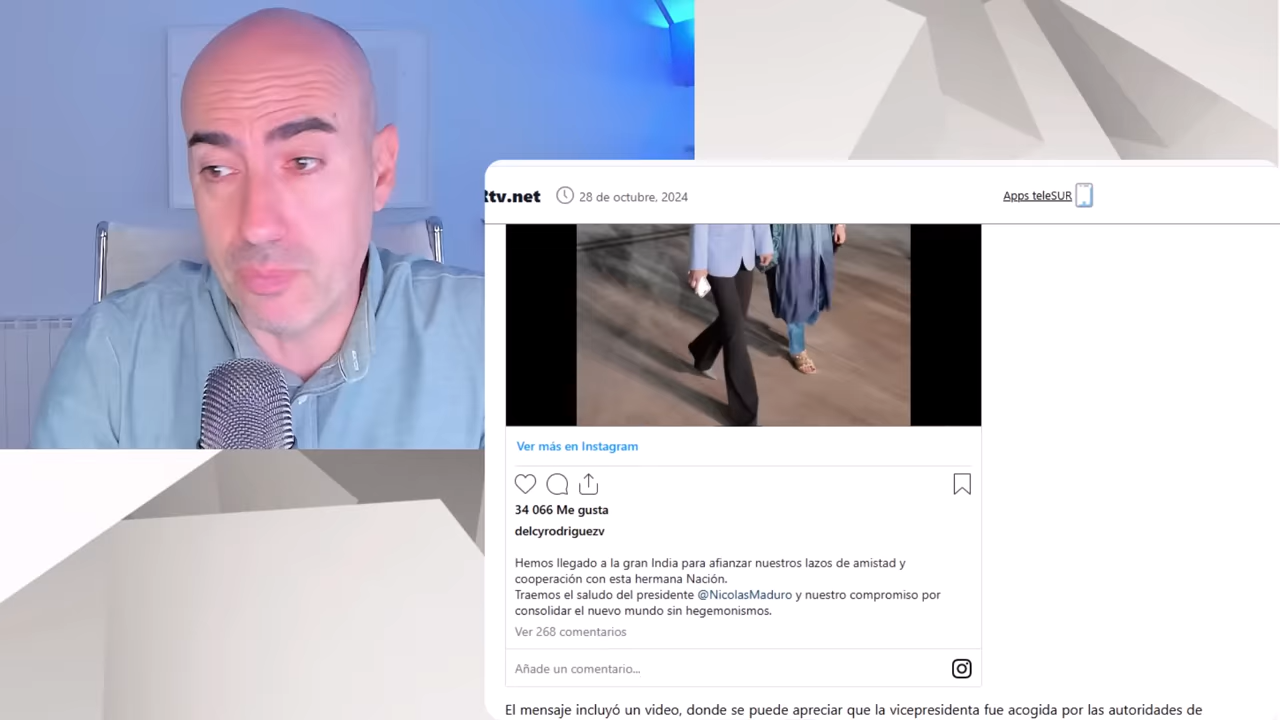 tv.net
28 de octubre, 2024
Apps teleSUR
Ver más en Instagram
34 066 Me gusta
delcyrodriguezv
Hemos llegado a la gran India para afianzar nuestros lazos de amistad y
cooperación con esta hermana Nación.
Traemos el saludo del presidente @NicolasMaduro y nuestro compromiso por
consolidar el nuevo mundo sin hegemonismos.
Ver 268 comentarios
Añade un comentario...
El mensaje incluyó un video, donde se puede apreciar que la vicepresidenta fue acogida por las autoridades de